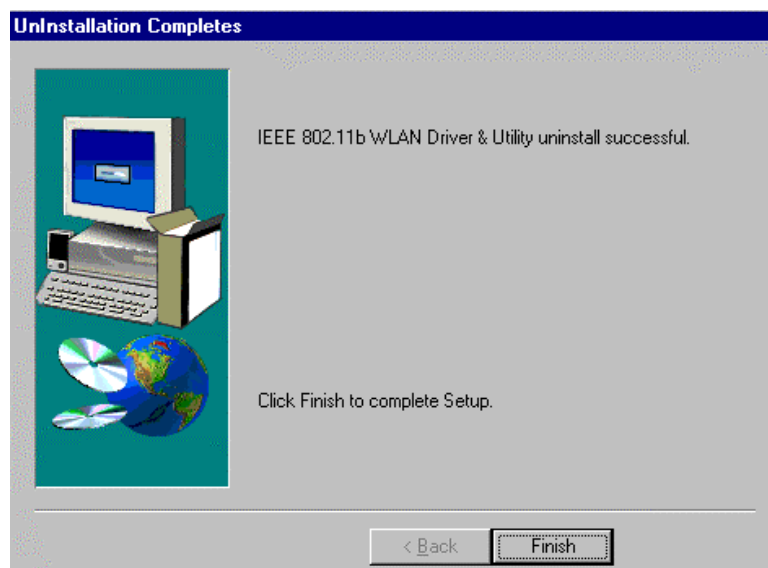 UnInstallation Completes
IEEE 802.11b WLAN Driver & Utility uninstall successful.
Click Finish to complete Setup.
< Back
Finish